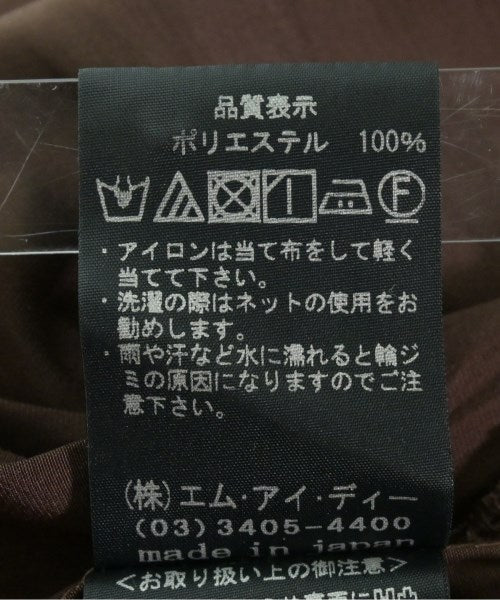 品質表示
ポリエステル 100%
F
・アイロンは当て布をして軽く
当てて下さい。
・洗濯の際はネットの使用をお
勧めします。
・雨や汗など水に濡れると輪ジ
ミの原因になりますのでご注
意下さい。
(株)エム・アイ・ディー
(03)3405-4400
made in japan
<お取り扱い上の御注意>